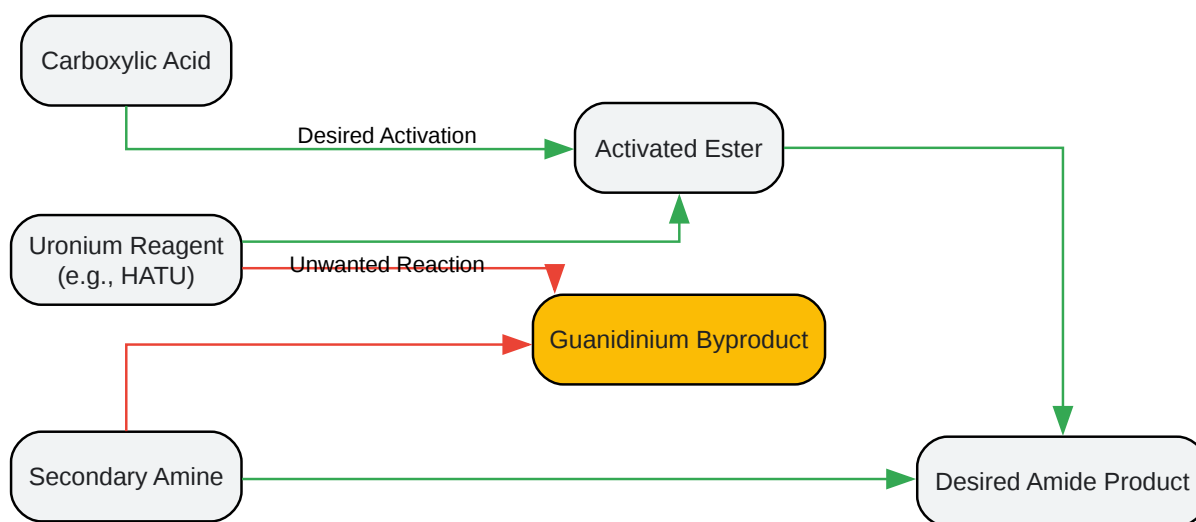 Carboxylic Acid
Desired Activation
Activated Ester
Uronium Reagent
(e.g., HATU)
Unwanted Reaction
Guanidinium Byproduct
Secondary Amine
Desired Amide Product